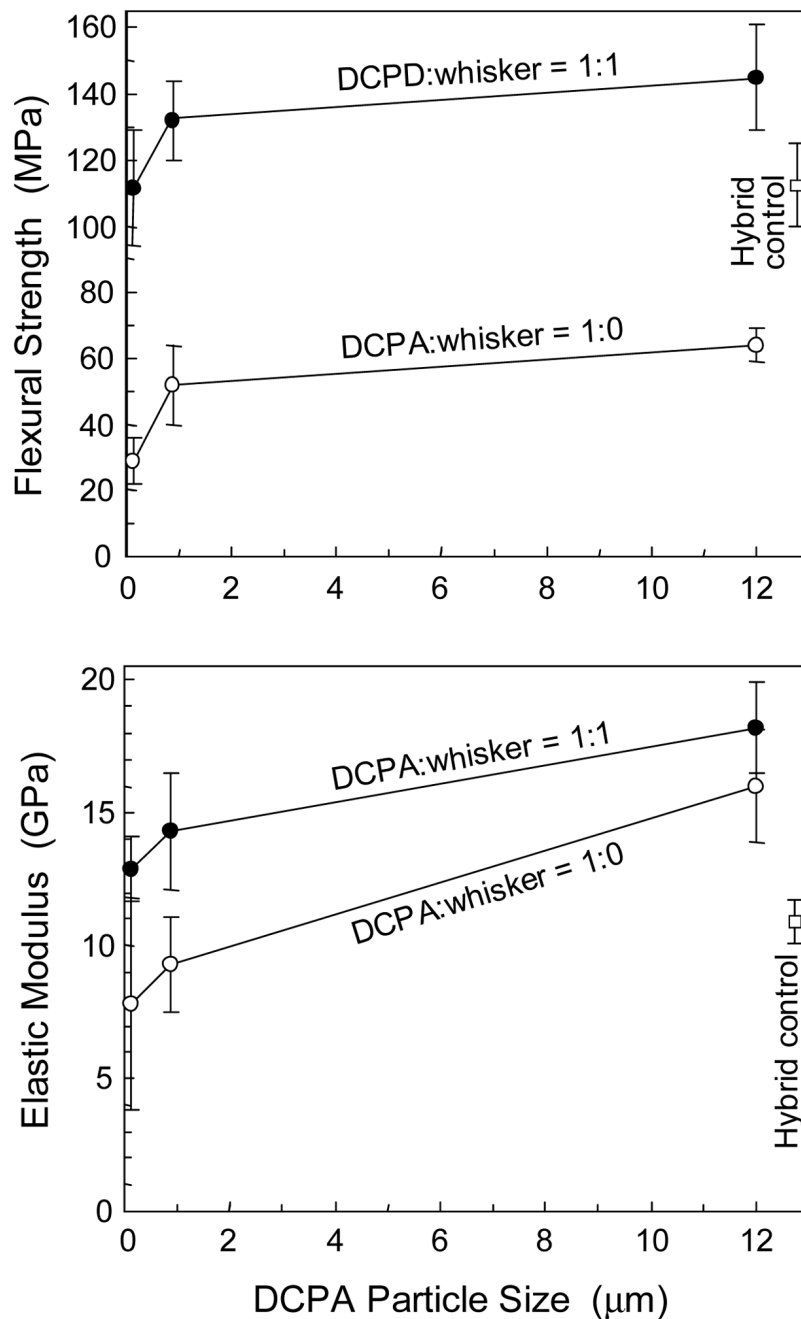 160
140
120
100
80
60
40
20
0
Flexural Strength (MPa)
DCPD:whisker = 1:1
DCPA:whisker = 1:0
Hybrid
control
0 2 4 6 8 10 12
20
15
10
5
0
Elastic Modulus (GPa)
DCPA:whisker = 1:1
DCPA:whisker = 1:0
Hybrid control
0 2 4 6 8 10 12
DCPA Particle Size (μm)